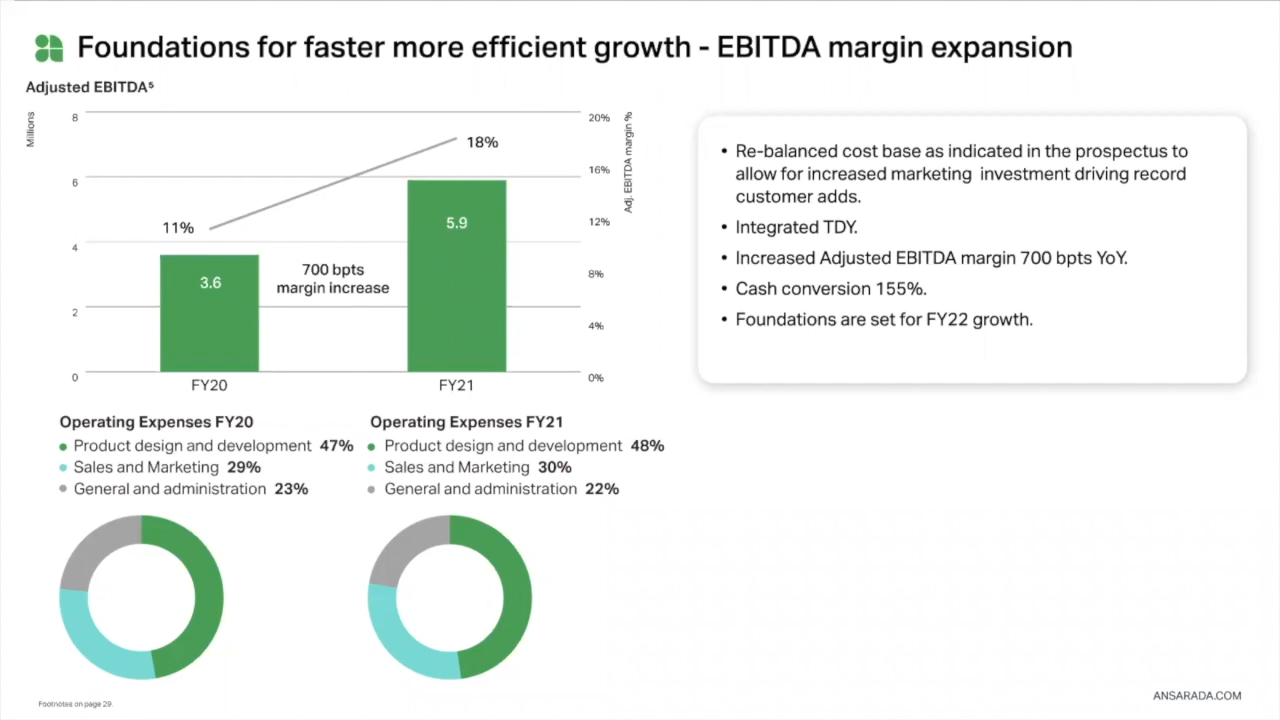 Foundations for faster more efficient growth - EBITDA margin expansion
Adjusted EBITDA⁵
Millions
8
6
4
2
0
20%
16%
12%
8%
4%
0%
Adj. EBITDA margin %
11%
18%
3.6
5.9
700 bpts
margin increase
FY20
FY21
• Re-balanced cost base as indicated in the prospectus to
allow for increased marketing investment driving record
customer adds.
• Integrated TDY.
• Increased Adjusted EBITDA margin 700 bpts YoY.
• Cash conversion 155%.
• Foundations are set for FY22 growth.
Operating Expenses FY20
Product design and development 47%
Sales and Marketing 29%
General and administration 23%
Operating Expenses FY21
Product design and development 48%
Sales and Marketing 30%
General and administration 22%
Footnotes on page 29.
ANSARADA.COM